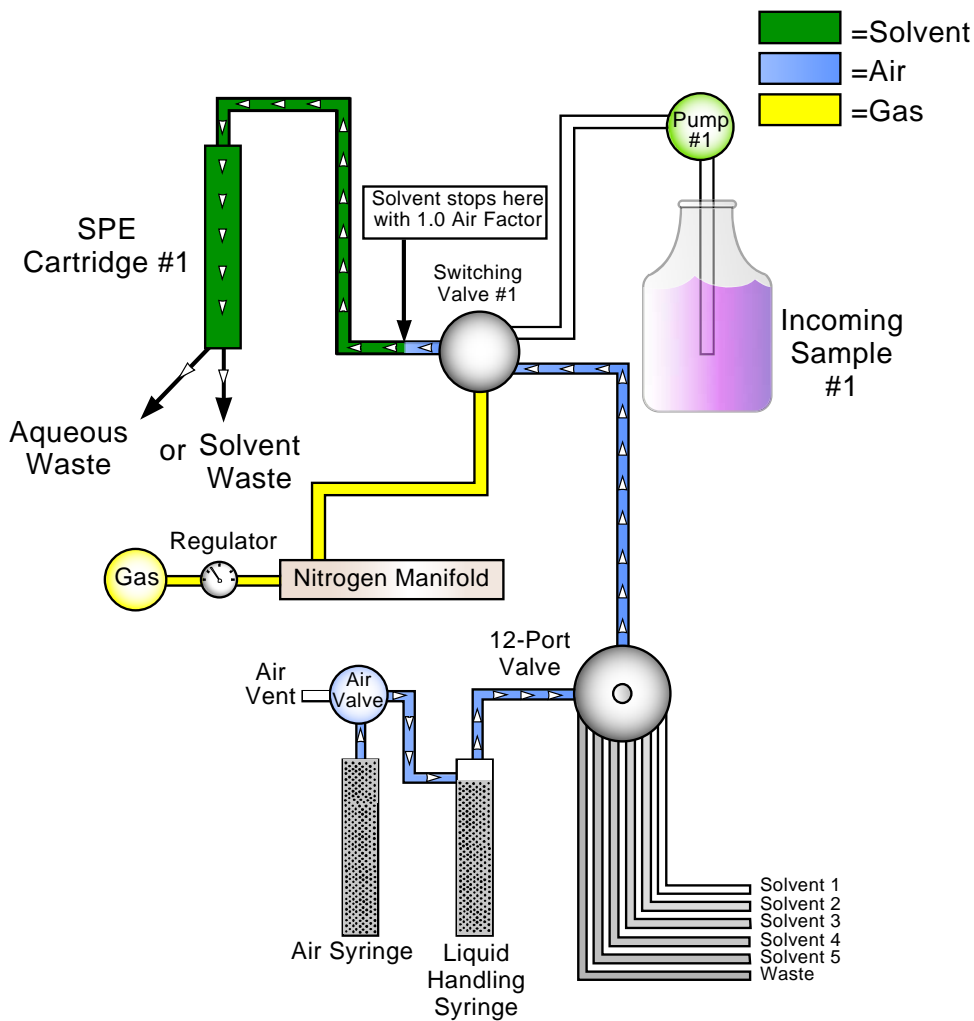 =Solvent
=Air
=Gas
Pump
#1
Solvent stops here
with 1.0 Air Factor
SPE
Cartridge #1
Switching
Valve #1
Incoming
Sample
#1
Aqueous
Waste
or
Solvent
Waste
Regulator
Gas
Nitrogen Manifold
12-Port
Valve
Air
Vent
Air
Valve
Solvent 1
Solvent 2
Solvent 3
Solvent 4
Solvent 5
Waste
Air Syringe
Liquid
Handling
Syringe